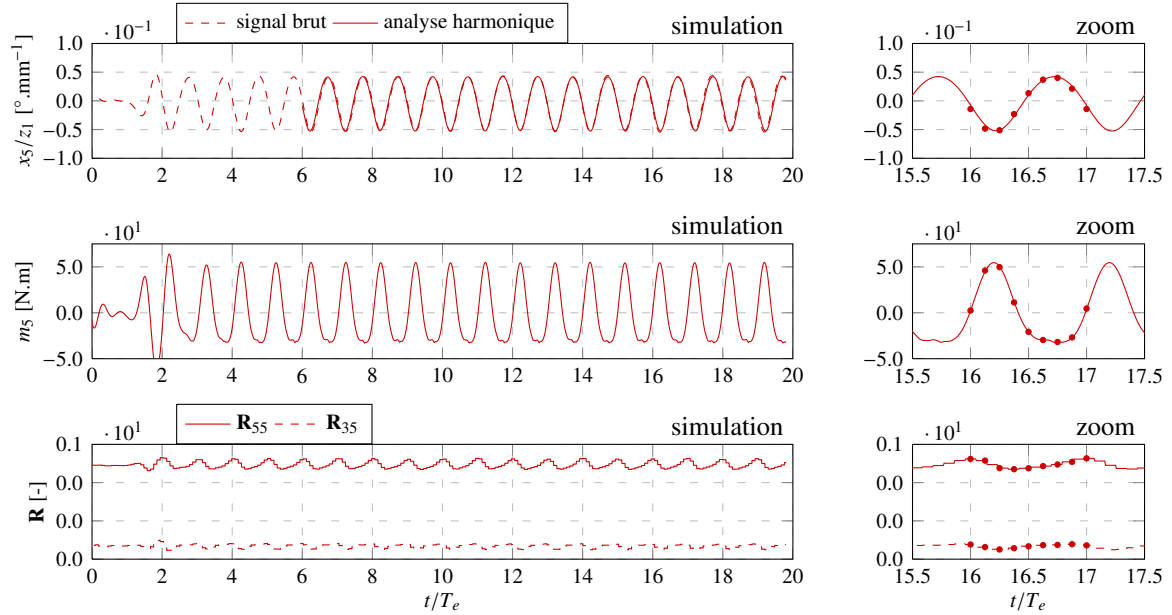 signal brut analyse harmonique
·10⁻¹ simulation ·10⁻¹ zoom
x₅/z₁ [°.mm⁻¹]
1.0 1.0
0.5 0.5
0.0 0.0
−0.5 −0.5
−1.0 −1.0
0 2 4 6 8 10 12 14 16 18 20 15.5 16 16.5 17 17.5
·10¹ simulation ·10¹ zoom
m₅ [N.m]
5.0 5.0
0.0 0.0
−5.0 −5.0
0 2 4 6 8 10 12 14 16 18 20 15.5 16 16.5 17 17.5
R₅₅ R₃₅
·10¹ simulation ·10¹ zoom
R [-]
0.1 0.1
0.0 0.0
0.0 0.0
0.0 0.0
0 2 4 6 8 10 12 14 16 18 20 15.5 16 16.5 17 17.5
t/Tₑ t/Tₑ